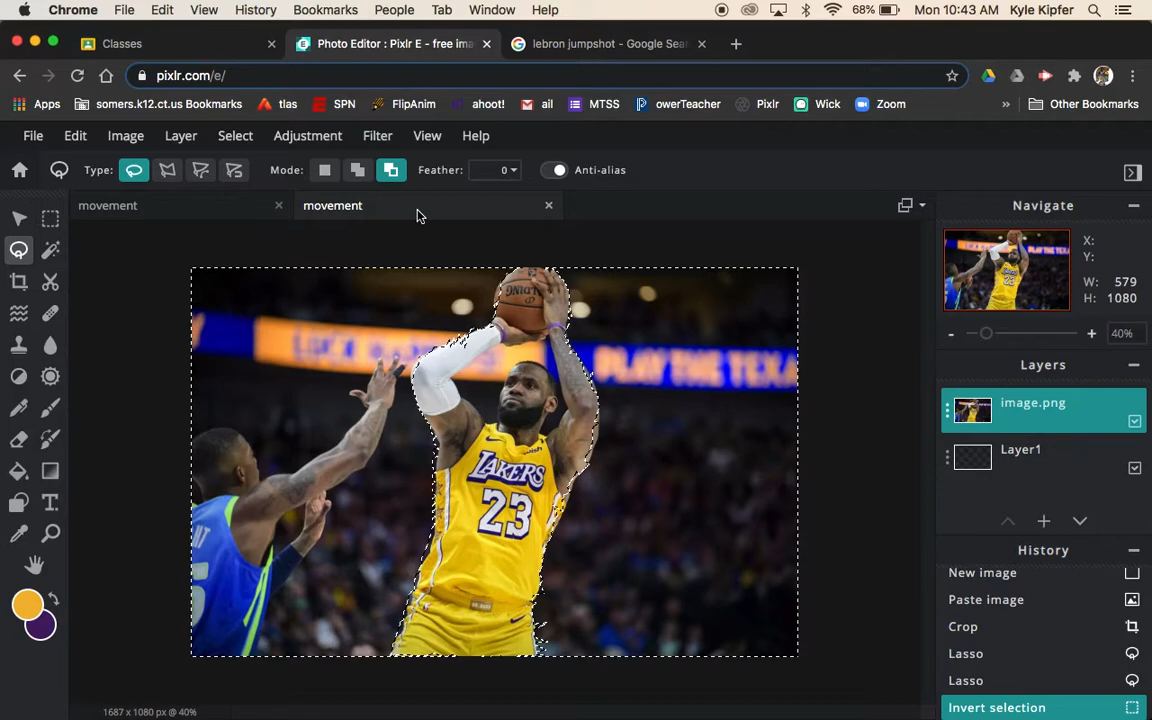 Chrome File Edit View History Bookmarks People Tab Window Help 68% Mon 10:43 AM Kyle Kipfer
Classes Photo Editor : Pixlr E - free ima lebron jumpshot - Google Sea
pixlr.com/e/
Apps somers.k12.ct.us Bookmarks tlas SPN FlipAnim ahoot! ail MTSS owerTeacher Pixlr Wick Zoom » Other Bookmarks
File Edit Image Layer Select Adjustment Filter View Help
Type: Mode: Feather: 0 Anti-alias
movement movement Navigate
X:
Y:
W: 579
H: 1080
- + 40%
Layers
image.png
Layer1
History
New image
Paste image
Crop
Lasso
Lasso
Invert selection
PLAY THE TEXA
wish
LAKERS
23
1687 x 1080 px @ 40%